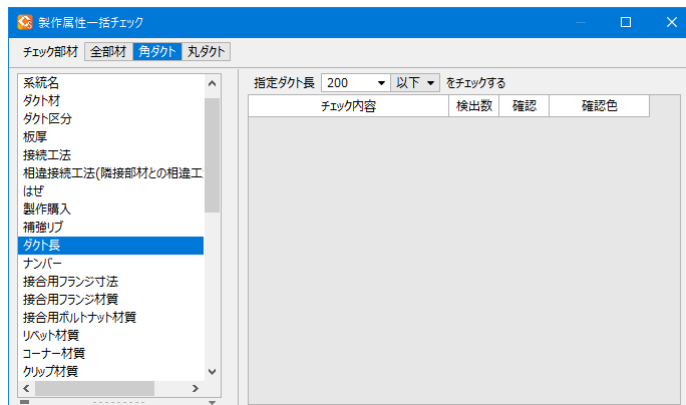 製作属性一括チェック
チェック部材 全部材 角ダクト 丸ダクト
系統名
ダクト材
ダクト区分
板厚
接続工法
相違接続工法(隣接部材との相違工
はぜ
製作購入
補強リブ
ダクト長
ナンバー
接合用フランジ寸法
接合用フランジ材質
接合用ボルトナット材質
リベット材質
コーナー材質
クリップ材質
指定ダクト長 200 以下 をチェックする
チェック内容 検出数 確認 確認色